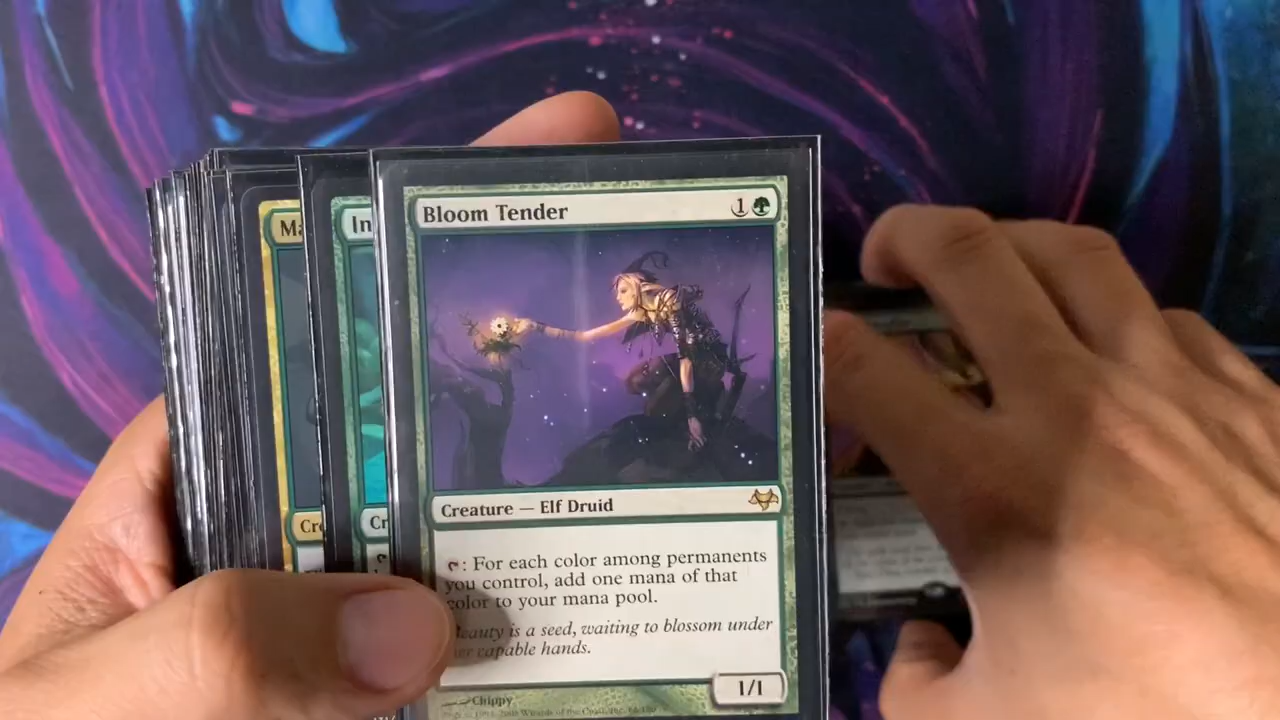 Bloom Tender 1
Ma
In
Creature — Elf Druid
Cr
Cr
: For each color among permanents
you control, add one mana of that
color to your mana pool.
Beauty is a seed, waiting to blossom under
her capable hands.
1/1
Chippy